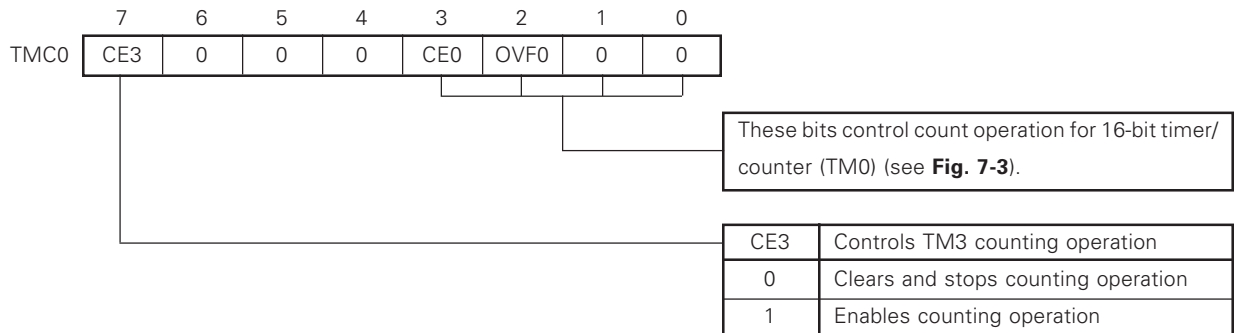 7 6 5 4 3 2 1 0
TMC0 CE3 0 0 0 CE0 OVF0 0 0
These bits control count operation for 16-bit timer/
counter (TM0) (see Fig. 7-3).
CE3 Controls TM3 counting operation
0 Clears and stops counting operation
1 Enables counting operation